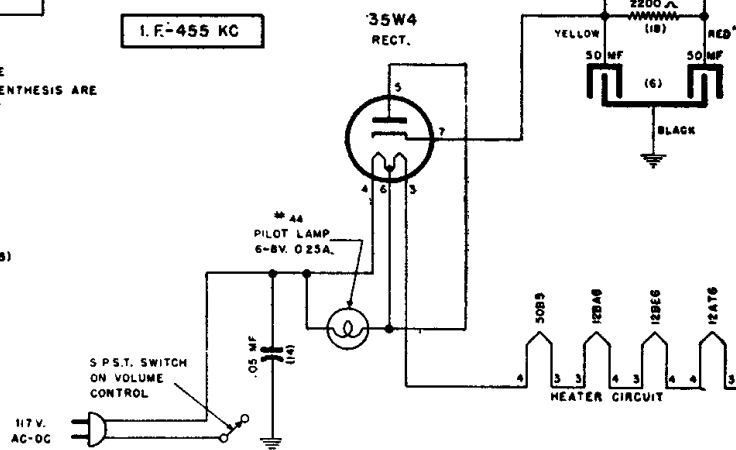 I.F.-455 KC
35W4
RECT.
2200 Ω
(18)
YELLOW
RED
50 MF
50 MF
(6)
BLACK
ENTHESIS ARE
5
7
4 6 3
# 44
PILOT LAMP
6-8V. 0.25A.
.05 MF
(14)
S.P.S.T. SWITCH
ON VOLUME
CONTROL
117 V.
AC-DC
50B5
12BA6
12BE6
12AT6
4 3 3 4 3 4 4 3
HEATER CIRCUIT